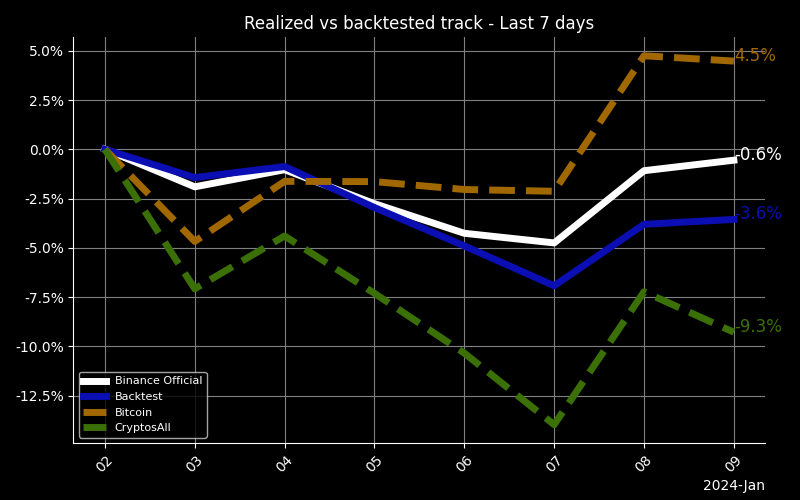 Realized vs backtested track - Last 7 days
5.0%
2.5%
0.0%
-2.5%
-5.0%
-7.5%
-10.0%
-12.5%
4.5%
-0.6%
-3.6%
-9.3%
Binance Official
Backtest
Bitcoin
CryptosAll
02 03 04 05 06 07 08 09
2024-Jan